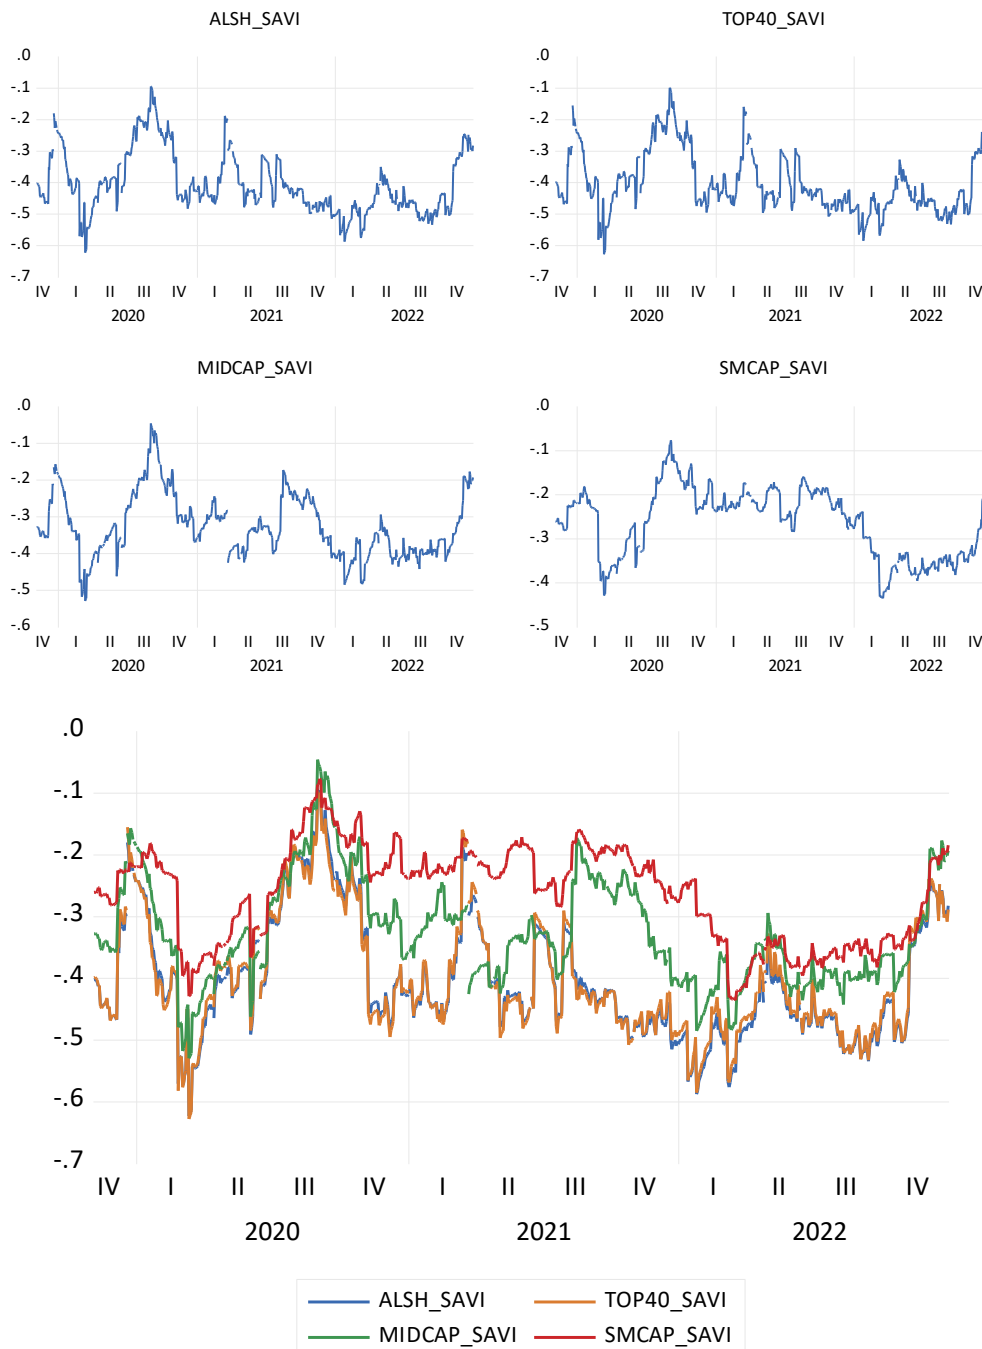 ALSH_SAVI
.0
-.1
-.2
-.3
-.4
-.5
-.6
-.7
IV I II III IV I II III IV I II III IV
2020 2021 2022
TOP40_SAVI
.0
-.1
-.2
-.3
-.4
-.5
-.6
-.7
IV I II III IV I II III IV I II III IV
2020 2021 2022
MIDCAP_SAVI
.0
-.1
-.2
-.3
-.4
-.5
-.6
IV I II III IV I II III IV I II III IV
2020 2021 2022
SMCAP_SAVI
.0
-.1
-.2
-.3
-.4
-.5
IV I II III IV I II III IV I II III IV
2020 2021 2022
.0
-.1
-.2
-.3
-.4
-.5
-.6
-.7
IV I II III IV I II III IV I II III IV
2020 2021 2022
ALSH_SAVI TOP40_SAVI
MIDCAP_SAVI SMCAP_SAVI